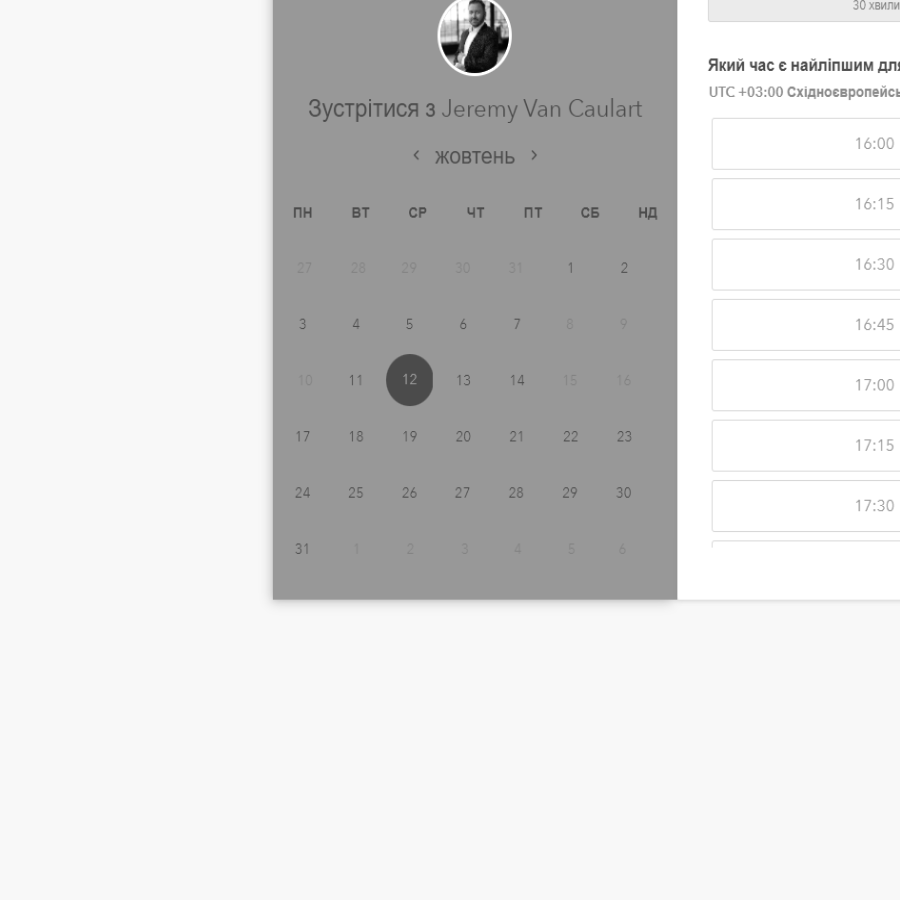 Зустрітися з Jeremy Van Caulart
‹ жовтень ›
ПН ВТ СР ЧТ ПТ СБ НД
27 28 29 30 31 1 2
3 4 5 6 7 8 9
10 11 12 13 14 15 16
17 18 19 20 21 22 23
24 25 26 27 28 29 30
31 1 2 3 4 5 6
30 хвили
Який час є найліпшим для
UTC +03:00 Східноєвропейсь
16:00
16:15
16:30
16:45
17:00
17:15
17:30